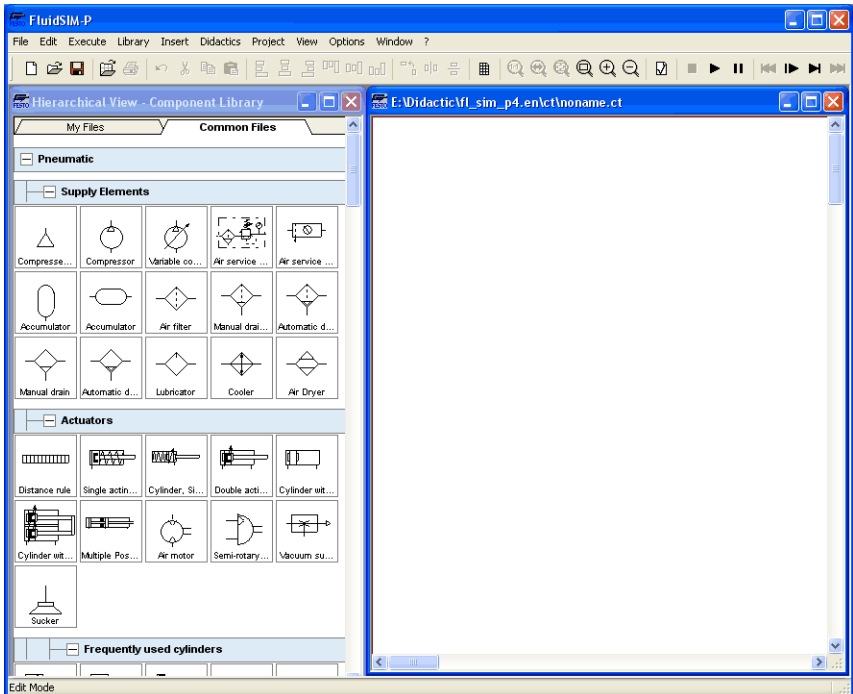 FluidSIM-P
File Edit Execute Library Insert Didactics Project View Options Window ?
Hierarchical View - Component Library
My Files Common Files
Pneumatic
Supply Elements
Compresse... Compressor Variable co... Air service ... Air service ...
Accumulator Accumulator Air filter Manual drai... Automatic d...
Manual drain Automatic d... Lubricator Cooler Air Dryer
Actuators
Distance rule Single actin... Cylinder, Si... Double acti... Cylinder wit...
Cylinder wit... Multiple Pos... Air motor Semi-rotary... Vacuum su...
Sucker
Frequently used cylinders
E:\Didactic\fl_sim_p4.en\ct\noname.ct
Edit Mode